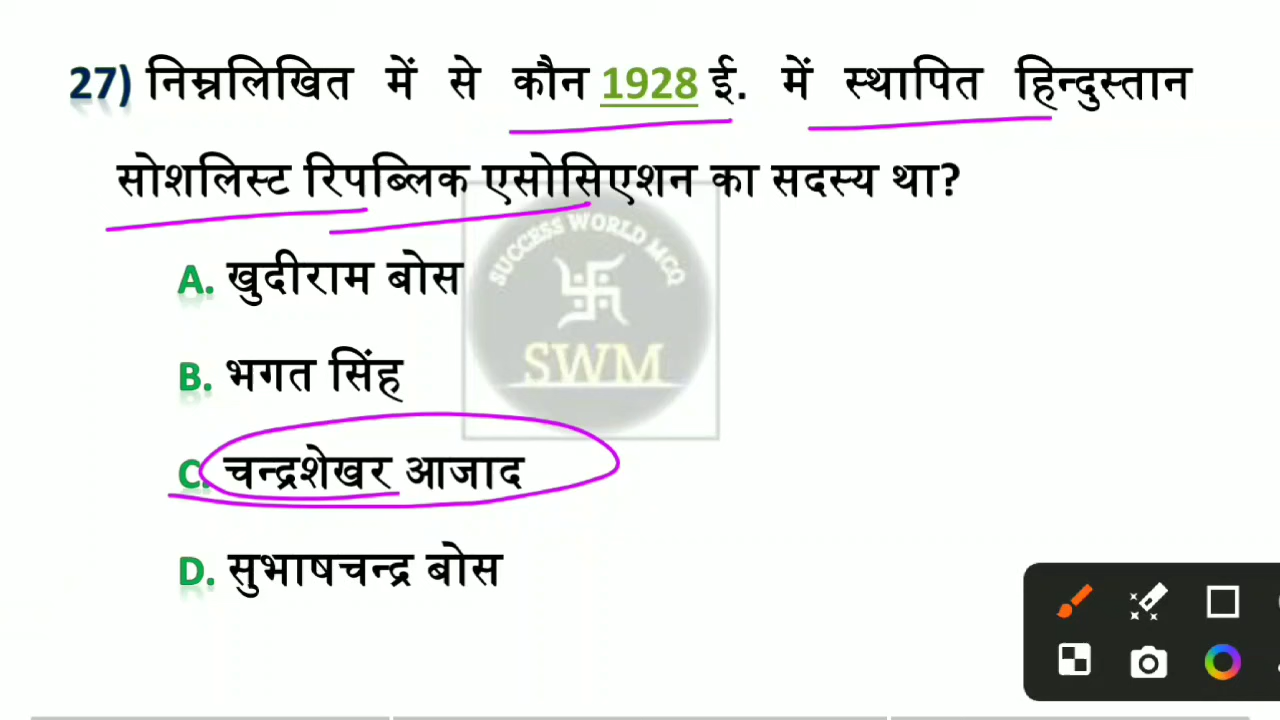 27) निम्नलिखित में से कौन 1928 ई. में स्थापित हिन्दुस्तान
सोशलिस्ट रिपब्लिक एसोसिएशन का सदस्य था?
SUCCESS WORLD MCQ
A. खुदीराम बोस
SWM
B. भगत सिंह
C. चन्द्रशेखर आजाद
D. सुभाषचन्द्र बोस